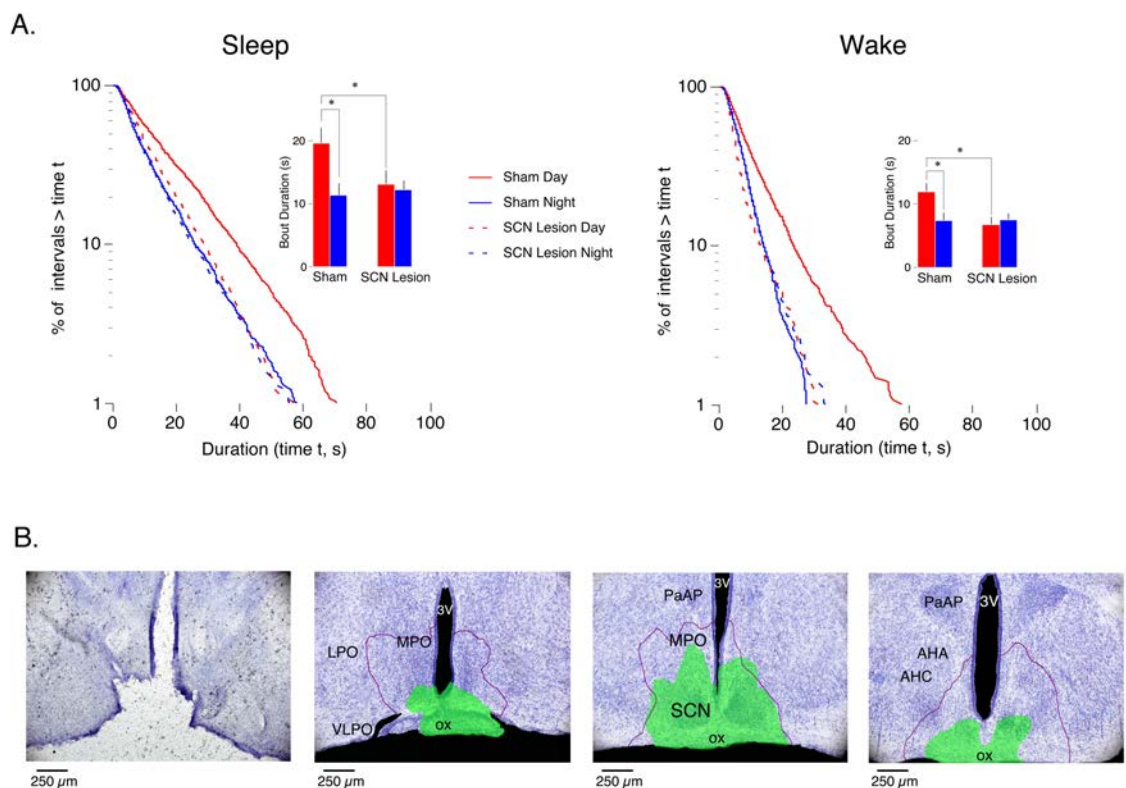 A.
Sleep
Wake
% of intervals > time t
100
10
1
0
20
40
60
80
100
Duration (time t, s)
Bout Duration (s)
20
10
0
*
*
Sham
SCN Lesion
Sham Day
Sham Night
SCN Lesion Day
SCN Lesion Night
% of intervals > time t
100
10
1
0
20
40
60
80
100
Duration (time t, s)
Bout Duration (s)
20
10
0
*
*
Sham
SCN Lesion
B.
250 µm
3V
LPO
MPO
VLPO
ox
250 µm
3V
PaAP
MPO
SCN
ox
250 µm
3V
PaAP
AHA
AHC
ox
250 µm